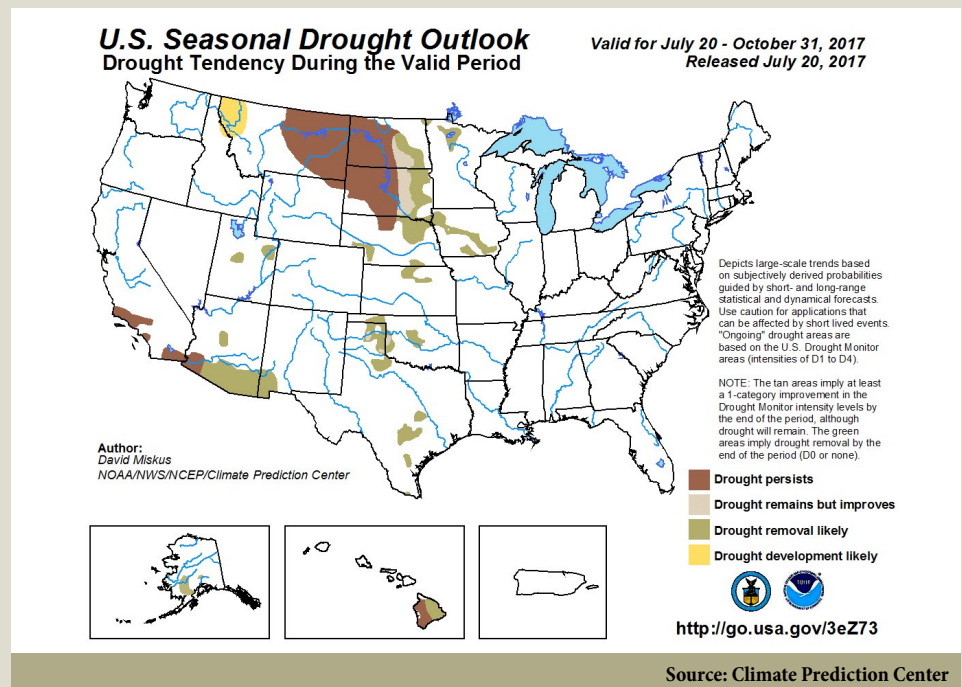 U.S. Seasonal Drought Outlook
Drought Tendency During the Valid Period
Valid for July 20 - October 31, 2017
Released July 20, 2017
Depicts large-scale trends based
on subjectively derived probabilities
guided by short- and long-range
statistical and dynamical forecasts.
Use caution for applications that
can be affected by short lived events.
"Ongoing" drought areas are
based on the U.S. Drought Monitor
areas (intensities of D1 to D4).
NOTE: The tan areas imply at least
a 1-category improvement in the
Drought Monitor intensity levels by
the end of the period, although
drought will remain. The green
areas imply drought removal by the
end of the period (D0 or none).
Author:
David Miskus
NOAA/NWS/NCEP/Climate Prediction Center
Drought persists
Drought remains but improves
Drought removal likely
Drought development likely
http://go.usa.gov/3eZ73
Source: Climate Prediction Center